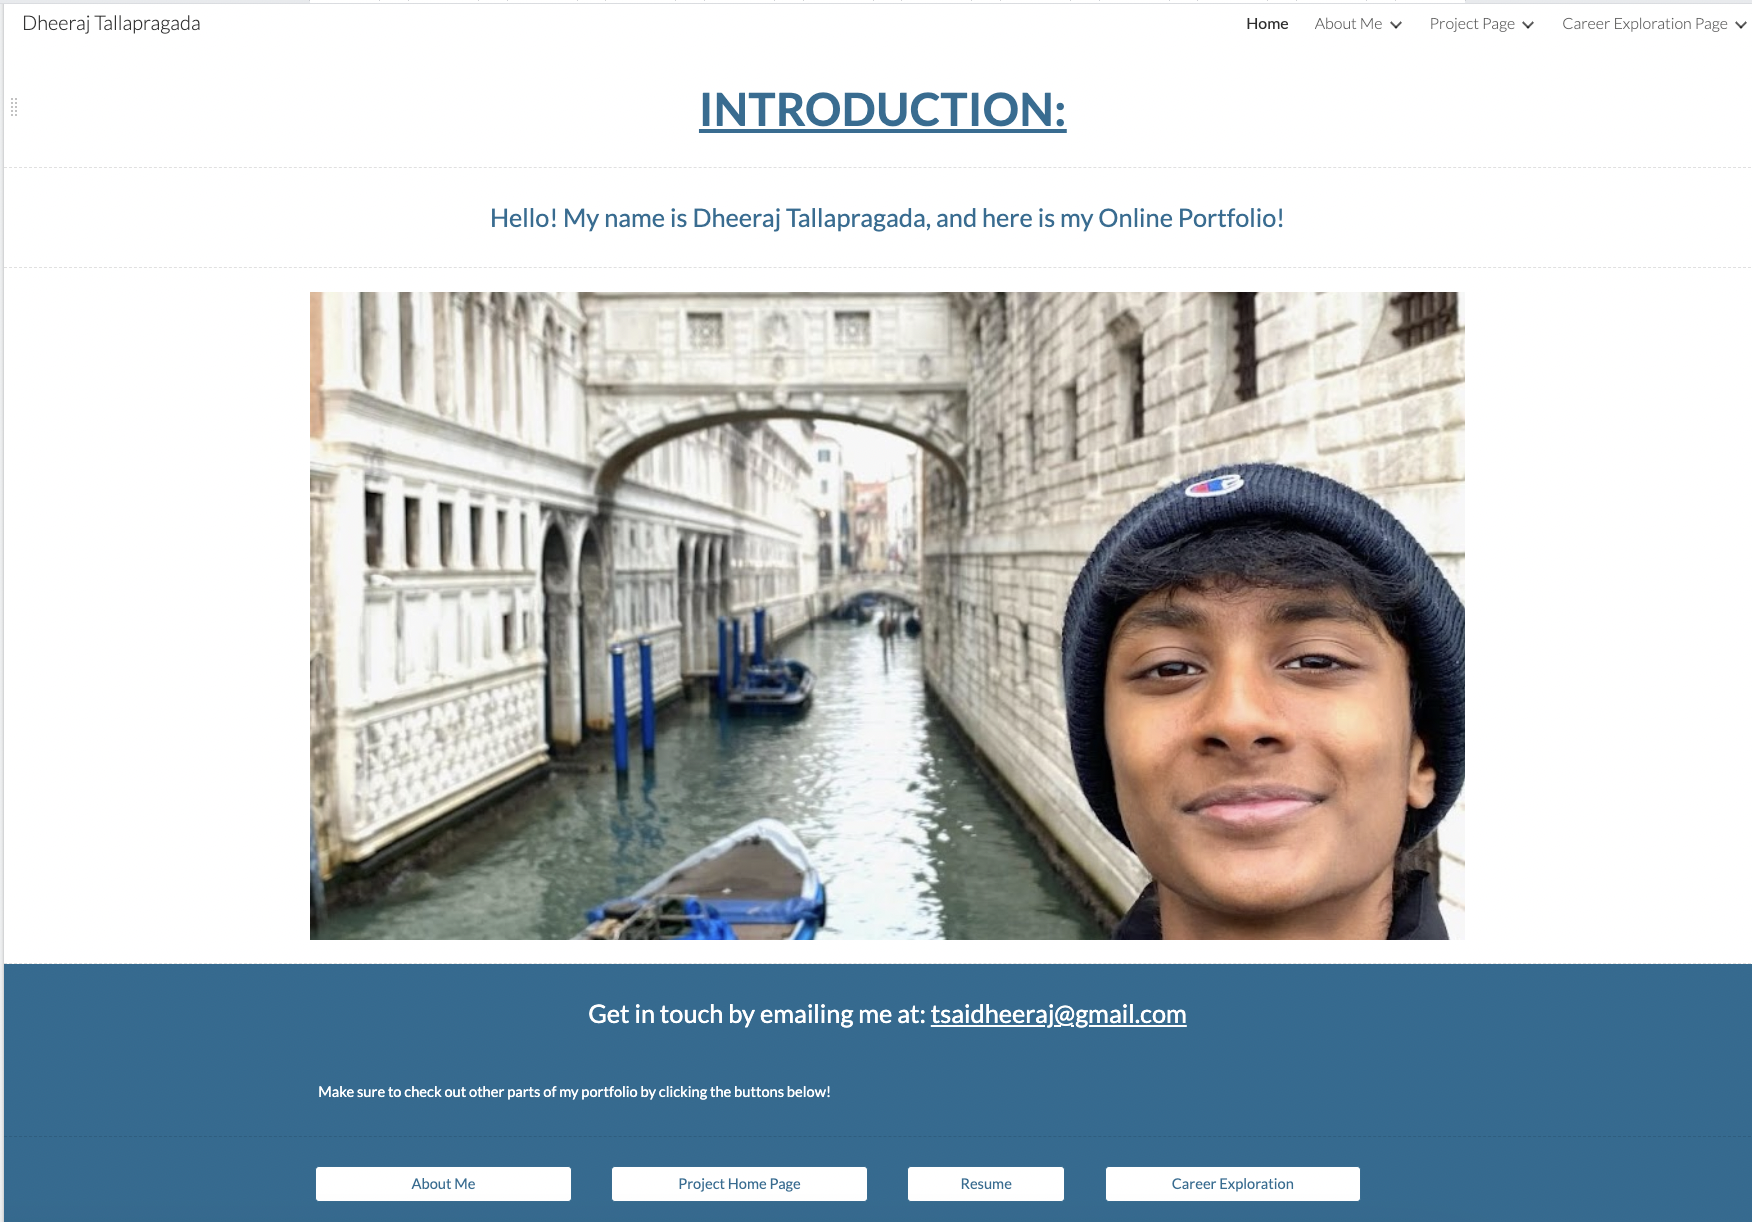 Dheeraj Tallapragada
Home About Me Project Page Career Exploration Page
INTRODUCTION:
Hello! My name is Dheeraj Tallapragada, and here is my Online Portfolio!
Get in touch by emailing me at: tsaidheeraj@gmail.com
Make sure to check out other parts of my portfolio by clicking the buttons below!
About Me Project Home Page Resume Career Exploration